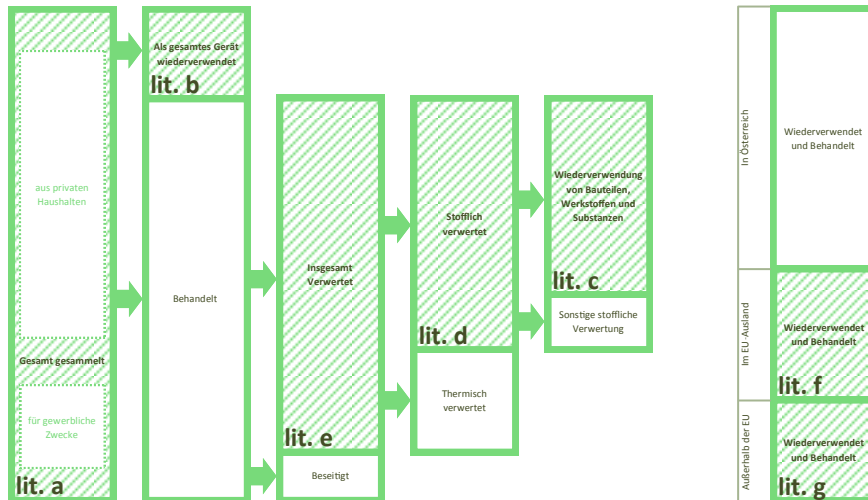 aus privaten
Haushalten
Gesamt gesammelt
für gewerbliche
Zwecke
lit. a
Als gesamtes Gerät
wiederverwendet
lit. b
Behandelt
Insgesamt
Verwertet
lit. e
Beseitigt
Stofflich
verwertet
lit. d
Thermisch
verwertet
Wiederverwendung
von Bauteilen,
Werkstoffen und
Substanzen
lit. c
Sonstige stoffliche
Verwertung
In Österreich
Wiederverwendet
und Behandelt
Im EU-Ausland
Wiederverwendet
und Behandelt
lit. f
Außerhalb der EU
Wiederverwendet
und Behandelt
lit. g